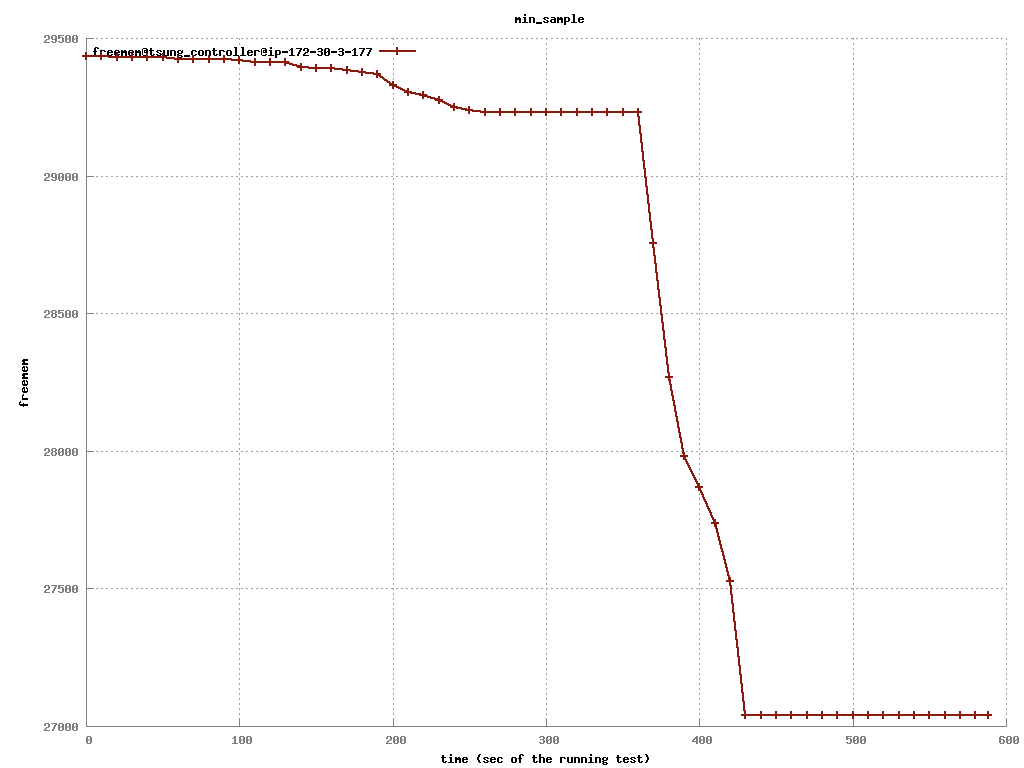 min_sample
29500
freemem@tsung_controller@ip-172-30-3-177
29000
28500
freemem
28000
27500
27000
0 100 200 300 400 500 600
time (sec of the running test)